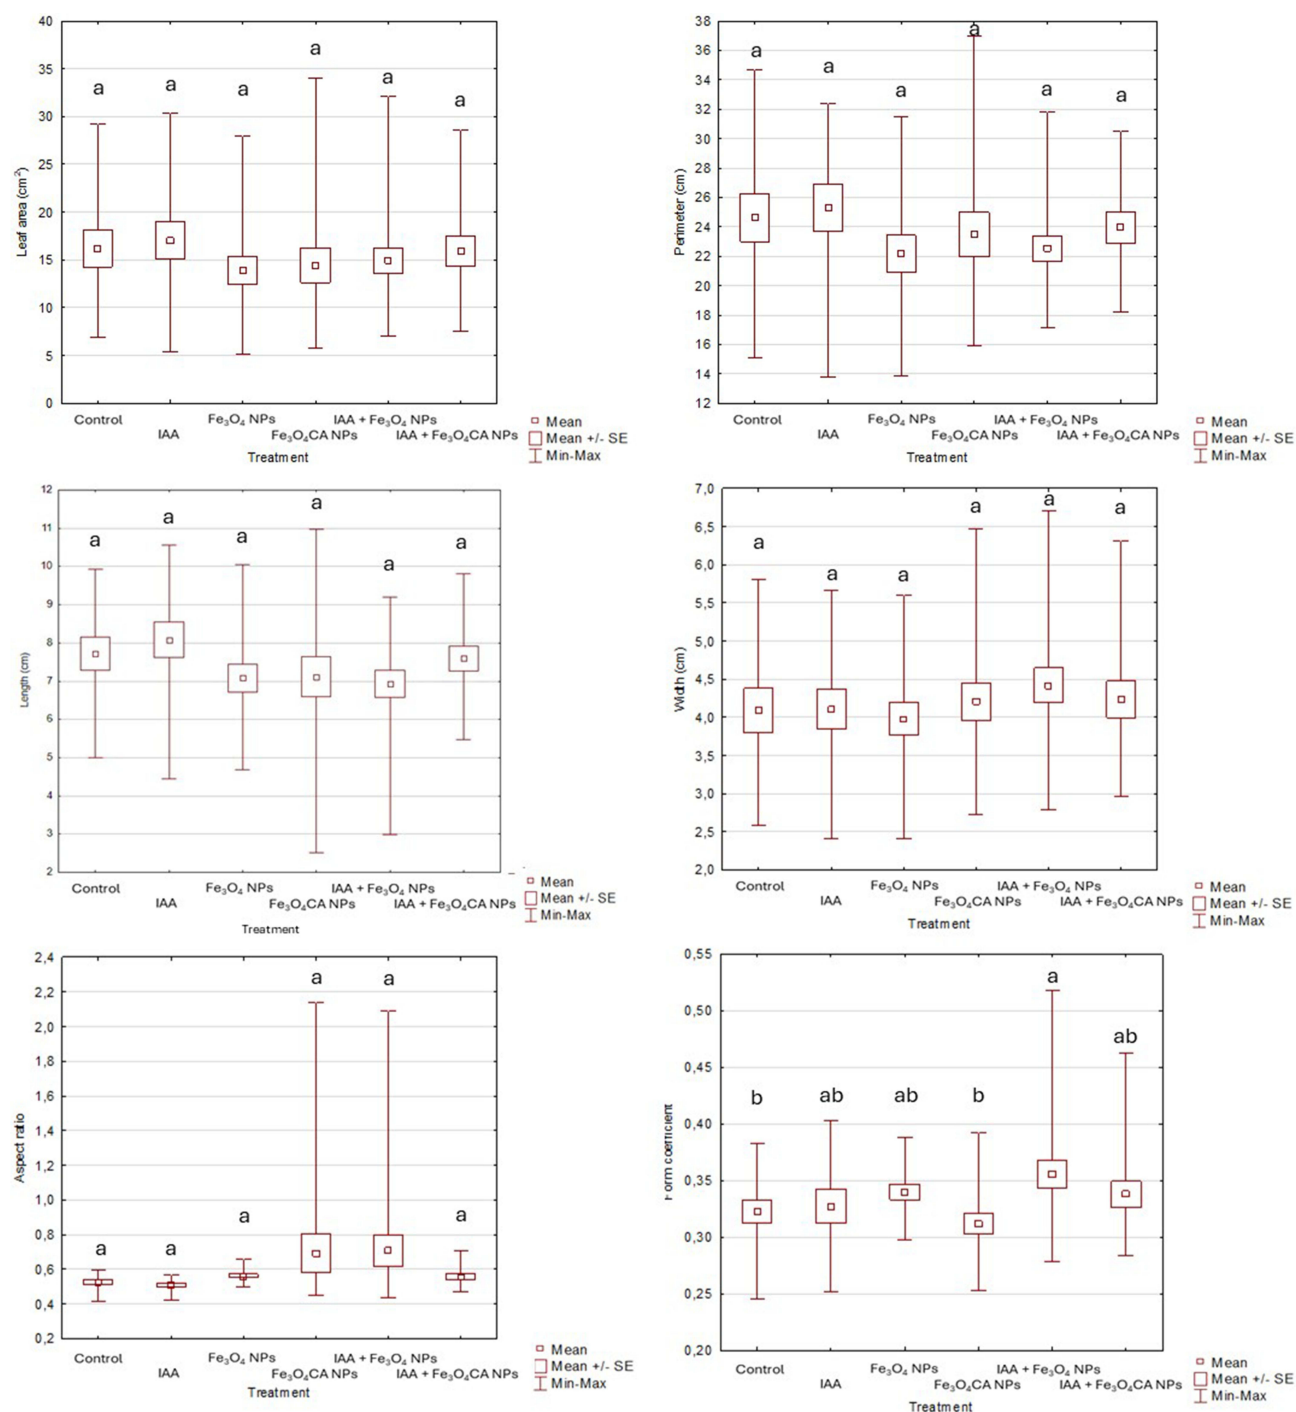 40
35
30
25
20
15
10
5
0
Leaf area (cm²)
a
a
a
a
a
a
Control
IAA
Fe₃O₄ NPs
Fe₃O₄CA NPs
IAA + Fe₃O₄ NPs
IAA + Fe₃O₄CA NPs
Treatment
Mean
Mean +/- SE
Min-Max
38
36
34
32
30
28
26
24
22
20
18
16
14
12
Perimeter (cm)
a
a
a
a
a
a
Control
IAA
Fe₃O₄ NPs
Fe₃O₄CA NPs
IAA + Fe₃O₄ NPs
IAA + Fe₃O₄CA NPs
Treatment
Mean
Mean +/- SE
Min-Max
12
11
10
9
8
7
6
5
4
3
2
Length (cm)
a
a
a
a
a
a
Control
IAA
Fe₃O₄ NPs
Fe₃O₄CA NPs
IAA + Fe₃O₄ NPs
IAA + Fe₃O₄CA NPs
Treatment
Mean
Mean +/- SE
Min-Max
7,0
6,5
6,0
5,5
5,0
4,5
4,0
3,5
3,0
2,5
2,0
Width (cm)
a
a
a
a
a
a
Control
IAA
Fe₃O₄ NPs
Fe₃O₄CA NPs
IAA + Fe₃O₄ NPs
IAA + Fe₃O₄CA NPs
Treatment
Mean
Mean +/- SE
Min-Max
2,4
2,2
2,0
1,8
1,6
1,4
1,2
1,0
0,8
0,6
0,4
0,2
Aspect ratio
a
a
a
a
a
a
Control
IAA
Fe₃O₄ NPs
Fe₃O₄CA NPs
IAA + Fe₃O₄ NPs
IAA + Fe₃O₄CA NPs
Treatment
Mean
Mean +/- SE
Min-Max
0,55
0,50
0,45
0,40
0,35
0,30
0,25
0,20
Form coefficient
b
ab
ab
b
a
ab
Control
IAA
Fe₃O₄ NPs
Fe₃O₄CA NPs
IAA + Fe₃O₄ NPs
IAA + Fe₃O₄CA NPs
Treatment
Mean
Mean +/- SE
Min-Max